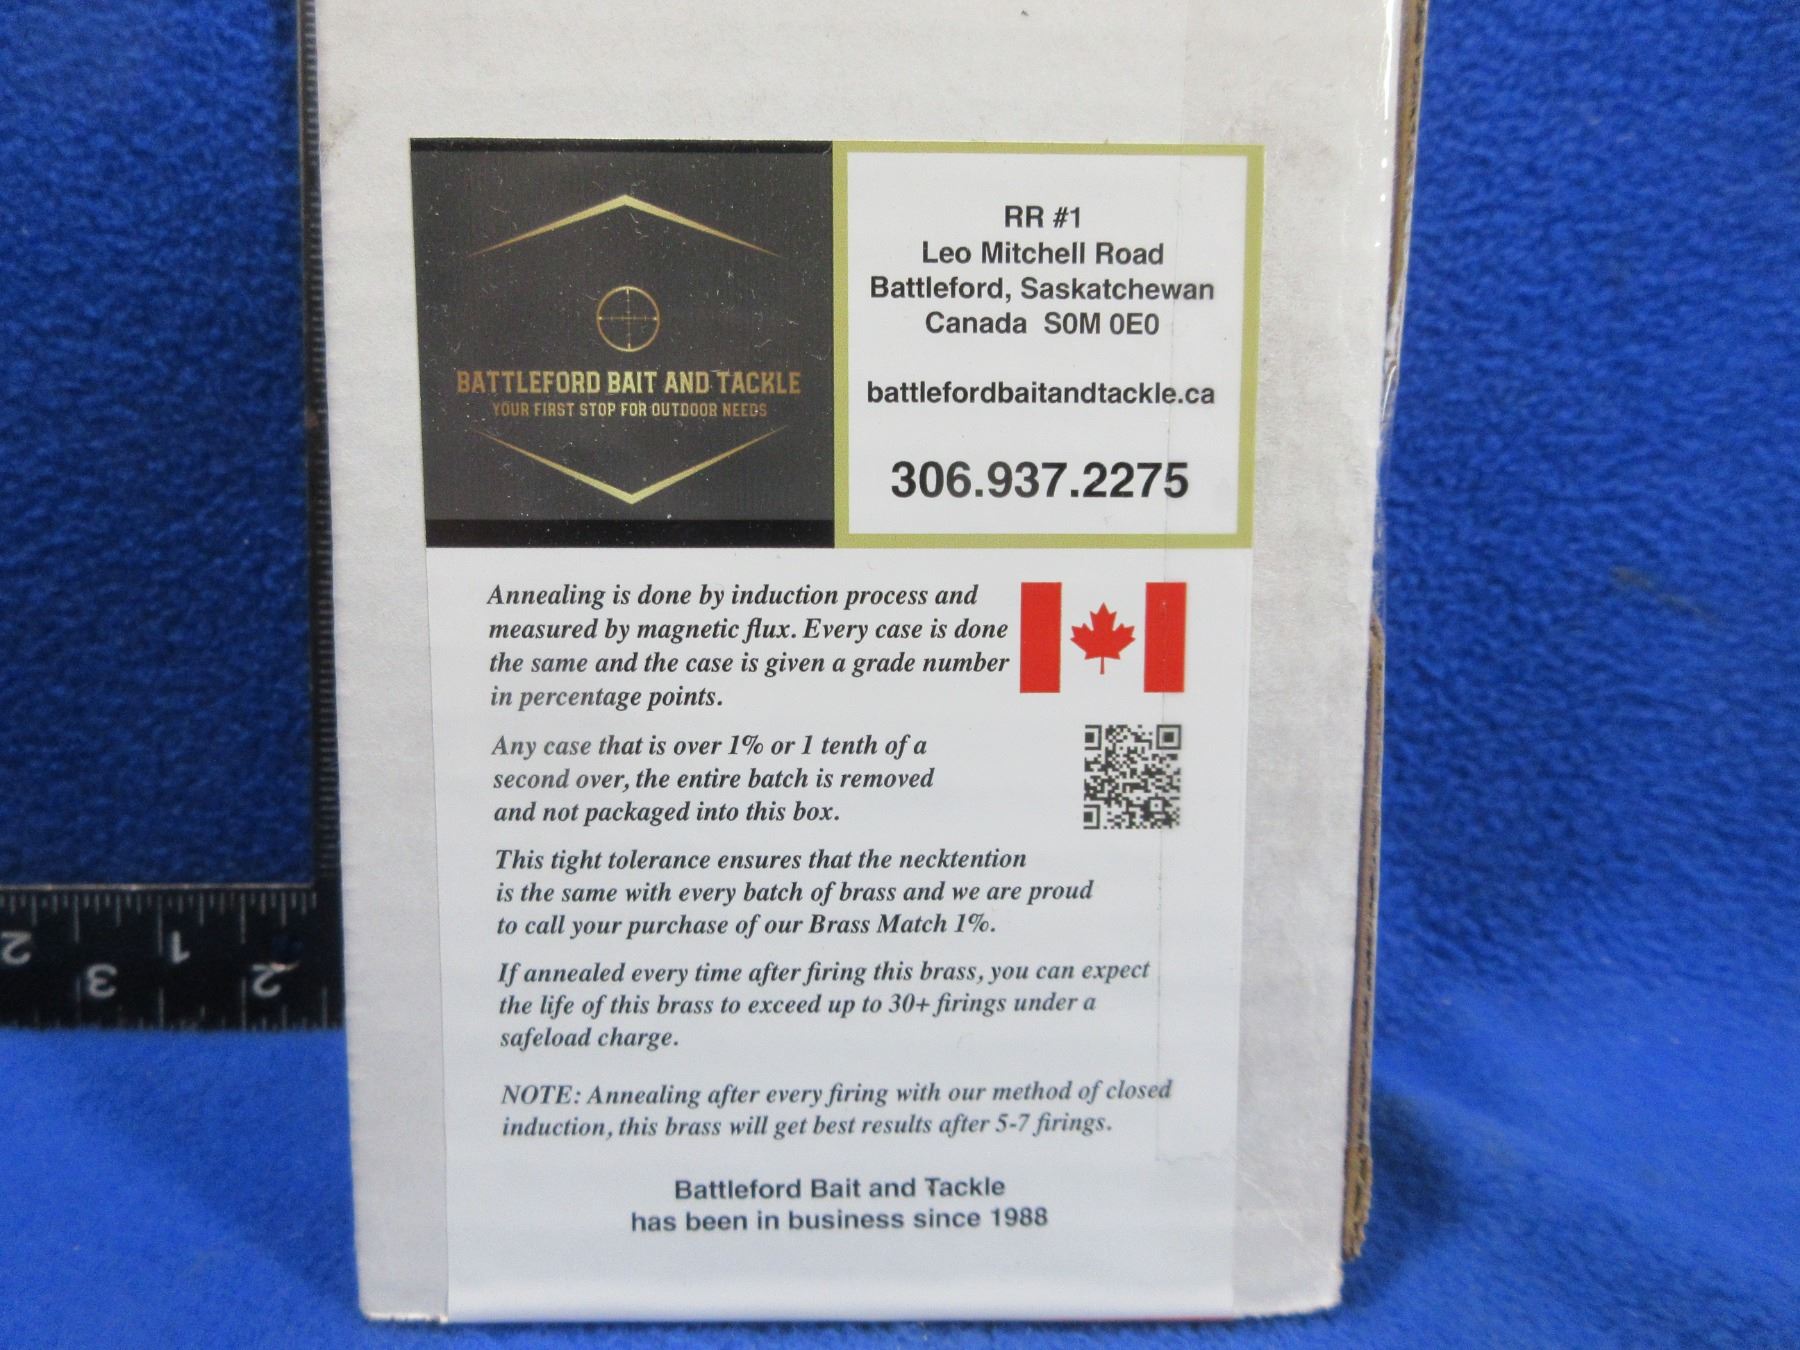 BATTLEFORD BAIT AND TACKLE
YOUR FIRST STOP FOR OUTDOOR NEEDS
RR #1
Leo Mitchell Road
Battleford, Saskatchewan
Canada S0M 0E0
battlefordbaitandtackle.ca
306.937.2275
Annealing is done by induction process and
measured by magnetic flux. Every case is done
the same and the case is given a grade number
in percentage points.
Any case that is over 1% or 1 tenth of a
second over, the entire batch is removed
and not packaged into this box.
This tight tolerance ensures that the necktention
is the same with every batch of brass and we are proud
to call your purchase of our Brass Match 1%.
If annealed every time after firing this brass, you can expect
the life of this brass to exceed up to 30+ firings under a
safeload charge.
NOTE: Annealing after every firing with our method of closed
induction, this brass will get best results after 5-7 firings.
Battleford Bait and Tackle
has been in business since 1988
2 1
3 2